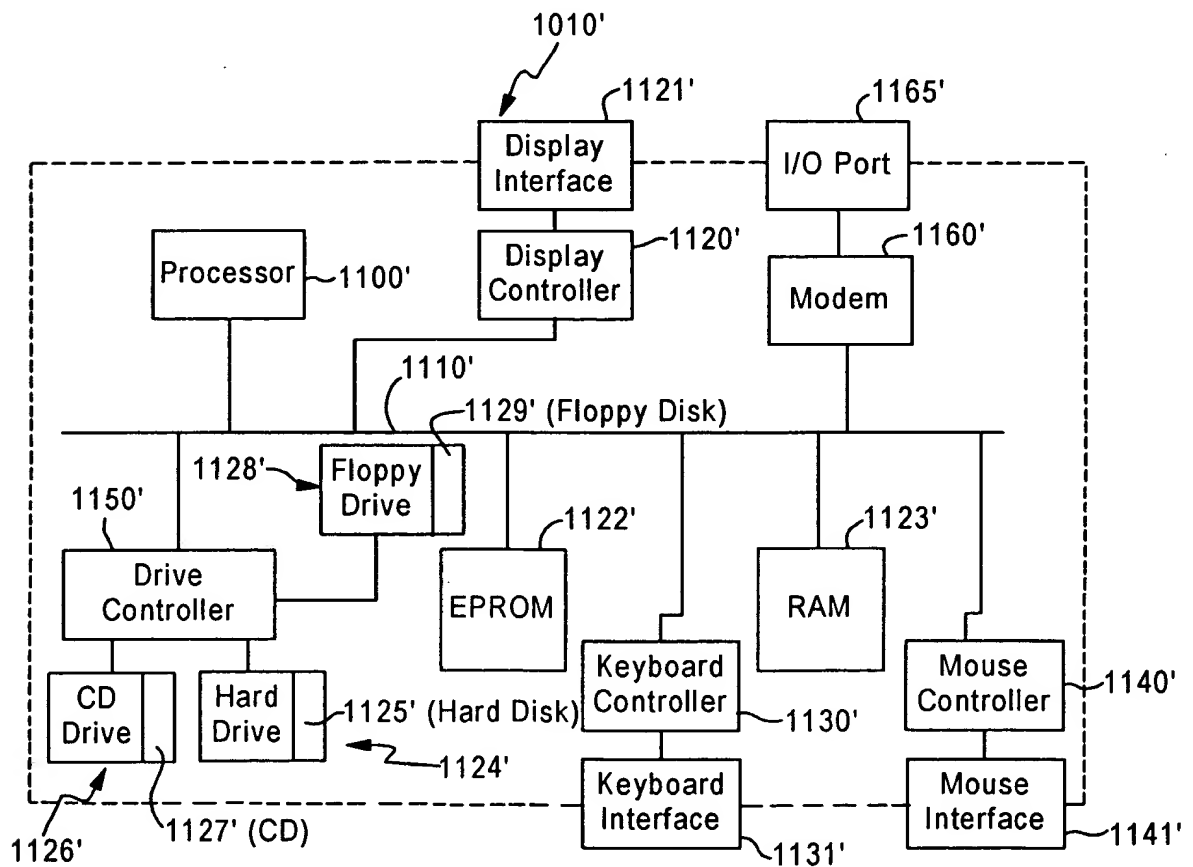 1010'
1121'
1165'
Display
Interface
I/O Port
1120'
1160'
Processor
1100'
Display
Controller
Modem
1110'
1129' (Floppy Disk)
1128'
Floppy
Drive
1150'
1122'
1123'
Drive
Controller
EPROM
RAM
Keyboard
Controller
Mouse
Controller
1140'
CD
Drive
Hard
Drive
1125' (Hard Disk)
1130'
1124'
Keyboard
Interface
Mouse
Interface
1126'
1127' (CD)
1131'
1141'